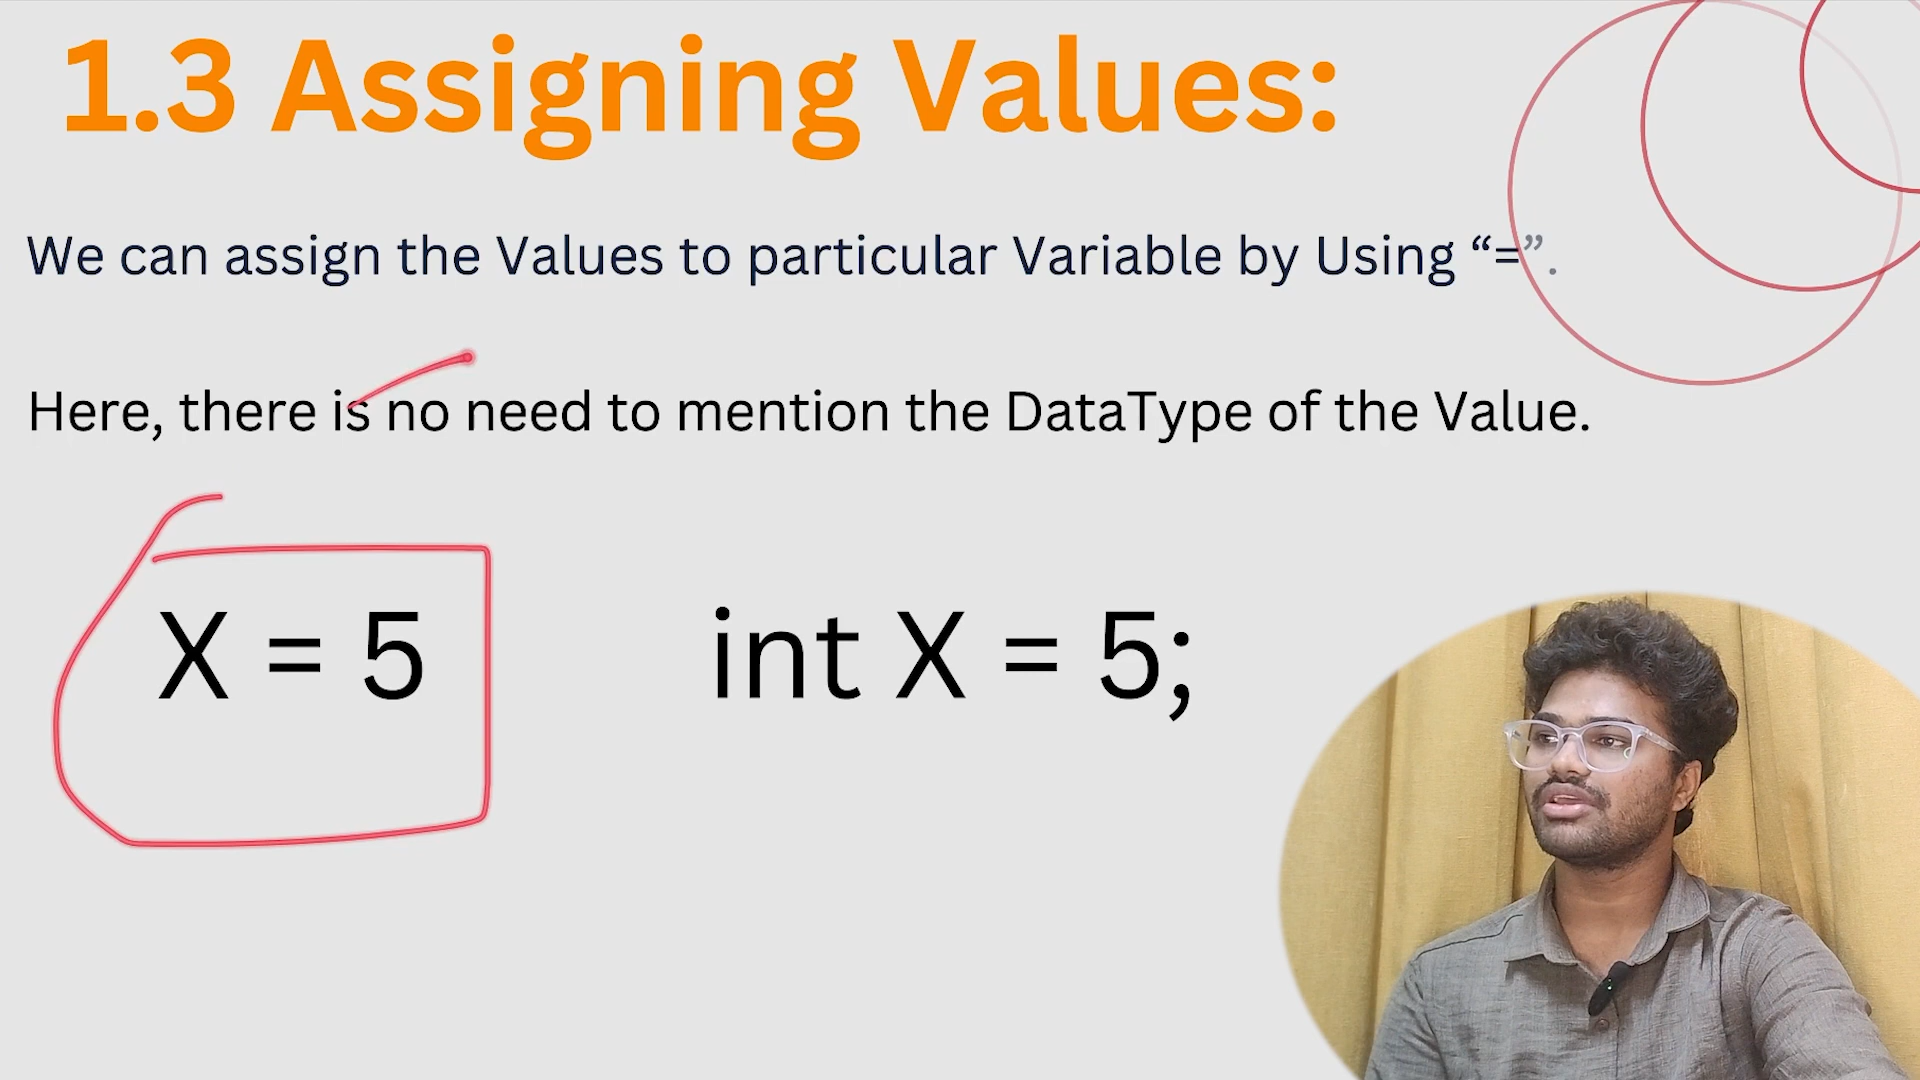 1.3 Assigning Values:
We can assign the Values to particular Variable by Using “=”.
Here, there is no need to mention the DataType of the Value.
X = 5
int X = 5;